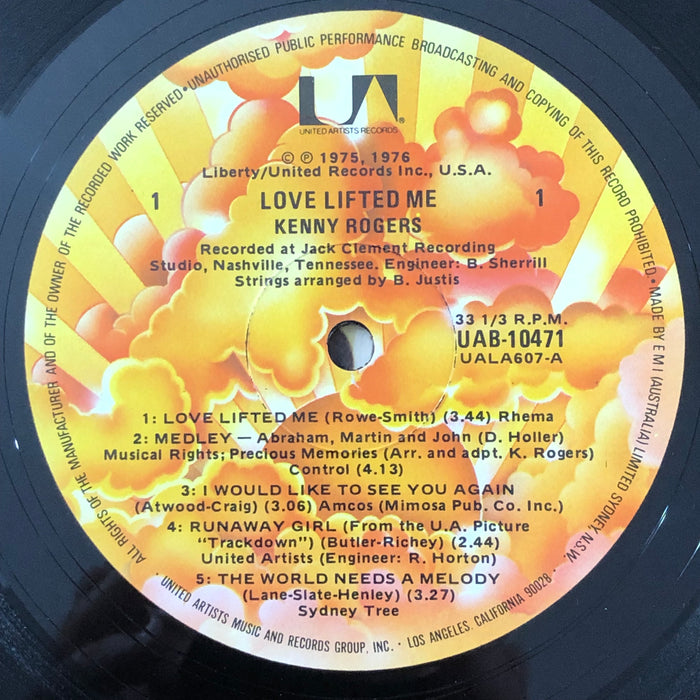 UA
UNITED ARTISTS RECORDS ®
© ℗ 1975, 1976
Liberty/United Records Inc., U.S.A.
1 LOVE LIFTED ME 1
KENNY ROGERS
Recorded at Jack Clement Recording
Studio, Nashville, Tennessee. Engineer: B. Sherrill
Strings arranged by B. Justis
33 1/3 R.P.M.
UAB-10471
UALA607-A
1: LOVE LIFTED ME (Rowe-Smith) (3.44) Rhema
2: MEDLEY — Abraham, Martin and John (D. Holler)
Musical Rights; Precious Memories (Arr. and adpt. K. Rogers)
Control (4.13)
3: I WOULD LIKE TO SEE YOU AGAIN
(Atwood-Craig) (3.06) Amcos (Mimosa Pub. Co. Inc.)
4: RUNAWAY GIRL (From the U.A. Picture
"Trackdown") (Butler-Richey) (2.44)
United Artists (Engineer: R. Horton)
5: THE WORLD NEEDS A MELODY
(Lane-Slate-Henley) (3.27)
Sydney Tree
ALL RIGHTS OF THE MANUFACTURER AND OF THE OWNER OF THE RECORDED WORK RESERVED • UNAUTHORISED PUBLIC PERFORMANCE BROADCASTING AND COPYING OF THIS RECORD PROHIBITED • MADE BY E M I (AUSTRALIA) LIMITED SYDNEY, N.S.W.
• UNITED ARTISTS MUSIC AND RECORDS GROUP, INC. • LOS ANGELES, CALIFORNIA 90028 •